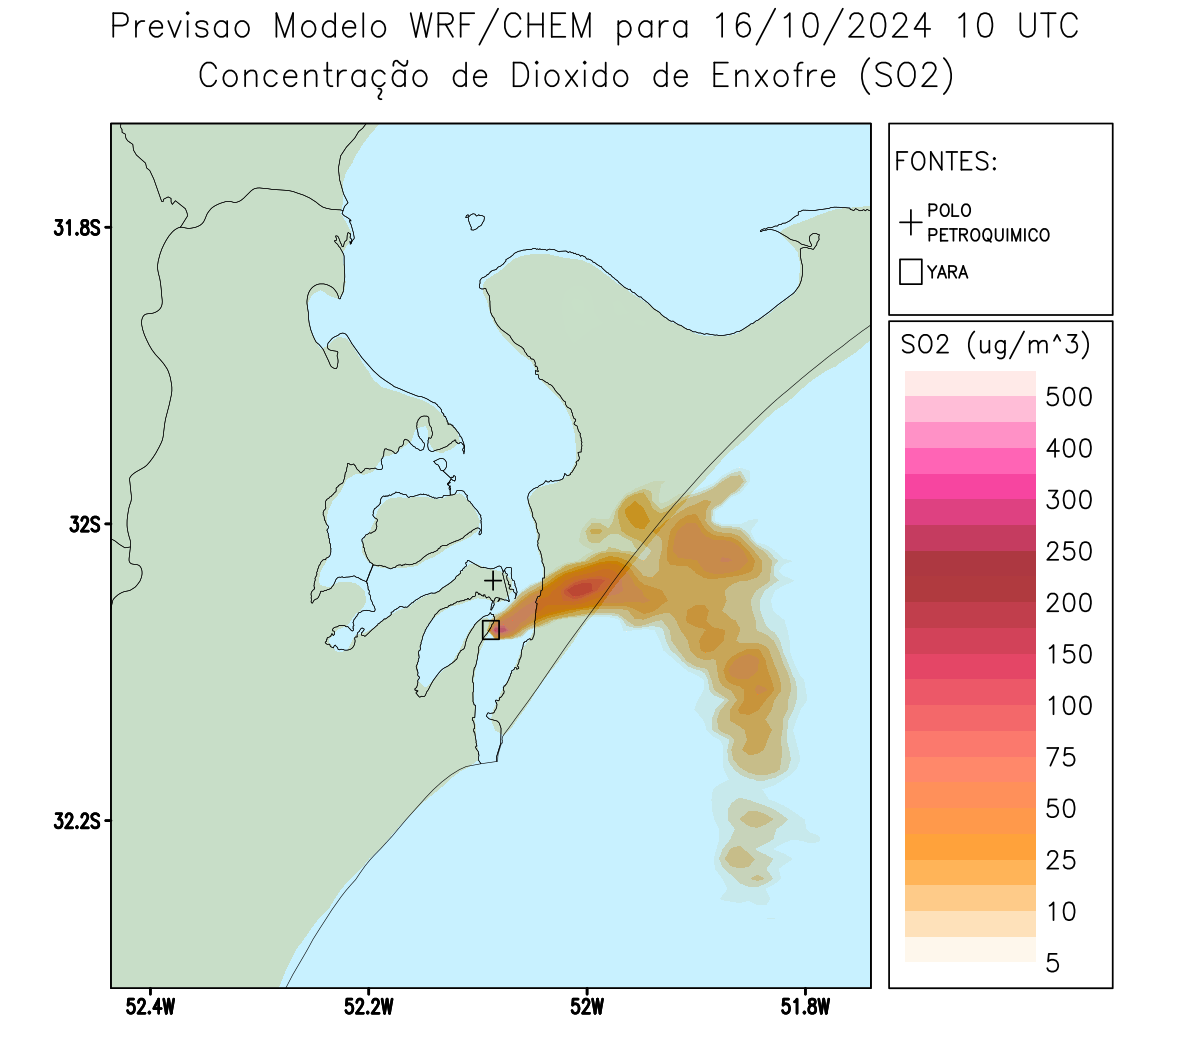 Previsao Modelo WRF/CHEM para 16/10/2024 10 UTC
Concentração de Dioxido de Enxofre (SO2)
FONTES:
POLO
PETROQUIMICO
YARA
SO2 (ug/m^3)
500
400
300
250
200
150
100
75
50
25
10
5
31.8S
32S
32.2S
52.4W
52.2W
52W
51.8W